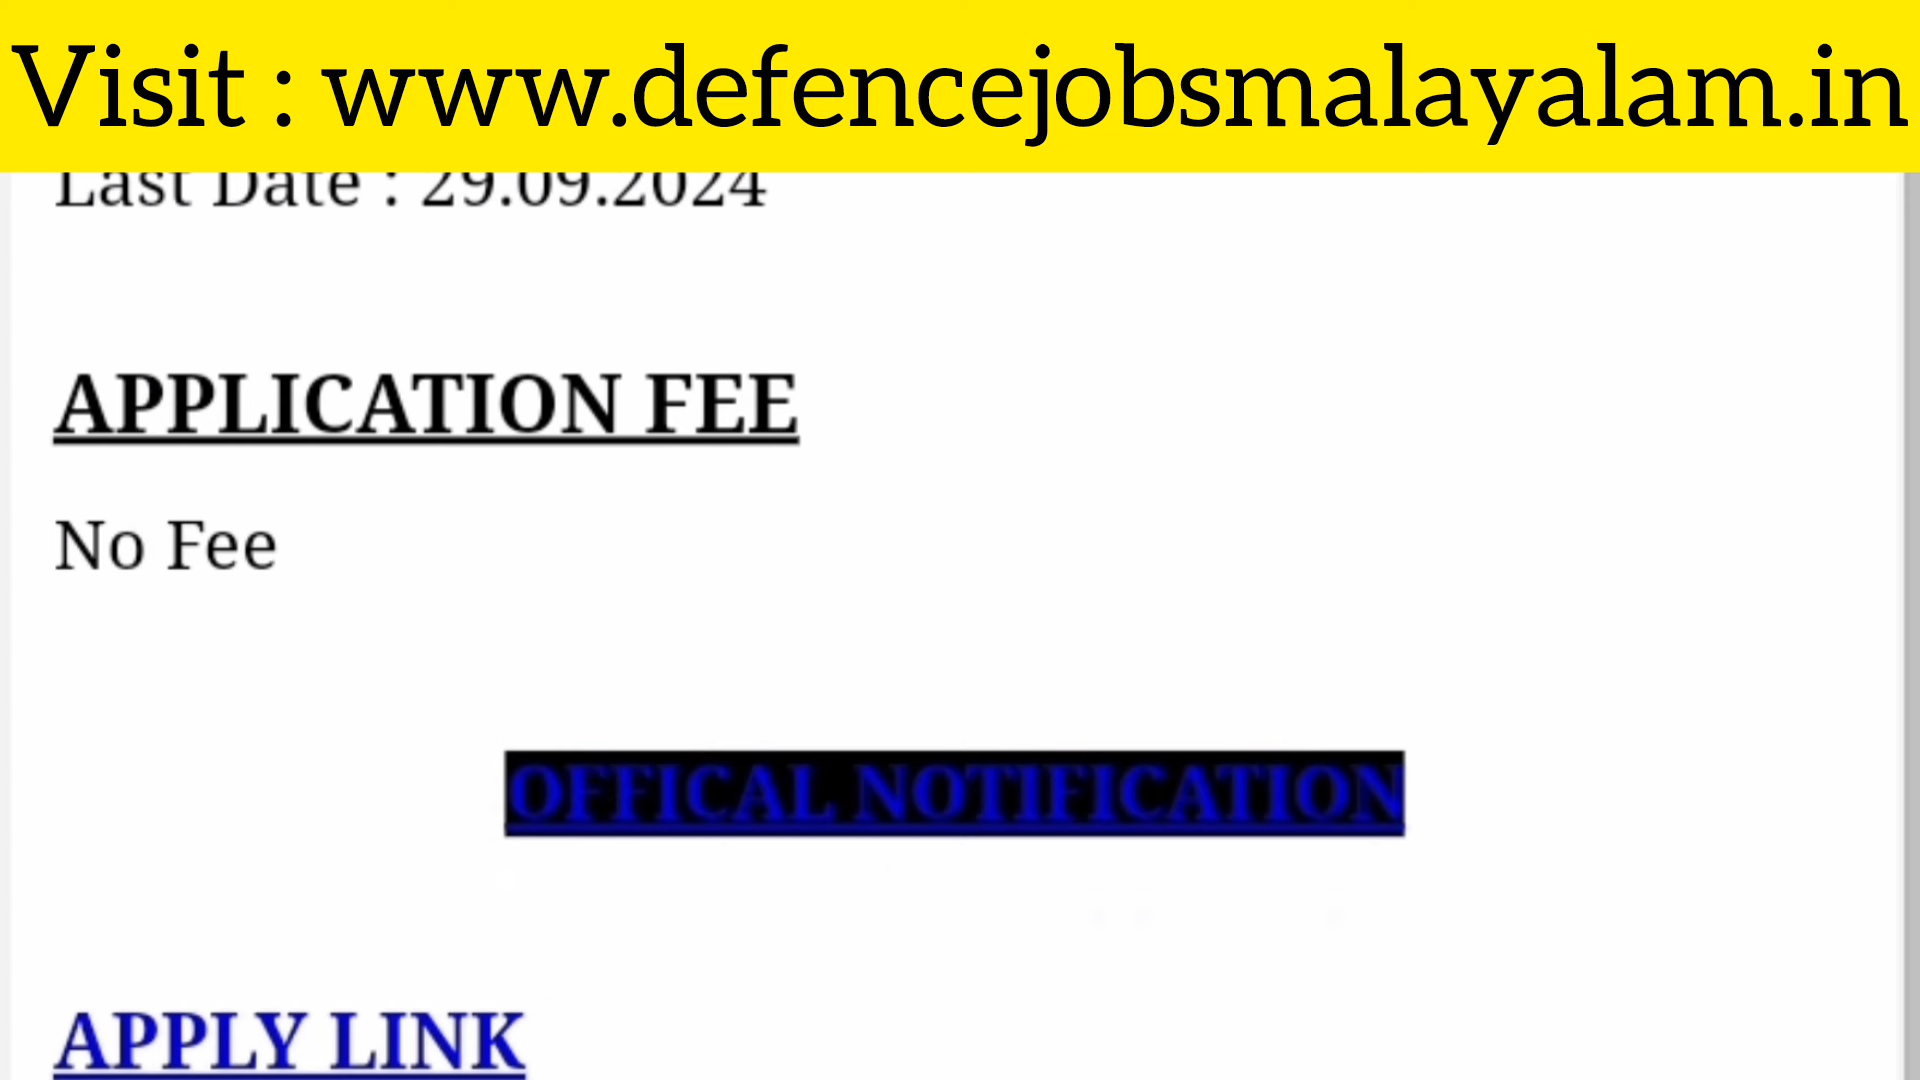 Visit : www.defencejobsmalayalam.in
Last Date : 29.09.2024
APPLICATION FEE
No Fee
OFFICAL NOTIFICATION
APPLY LINK